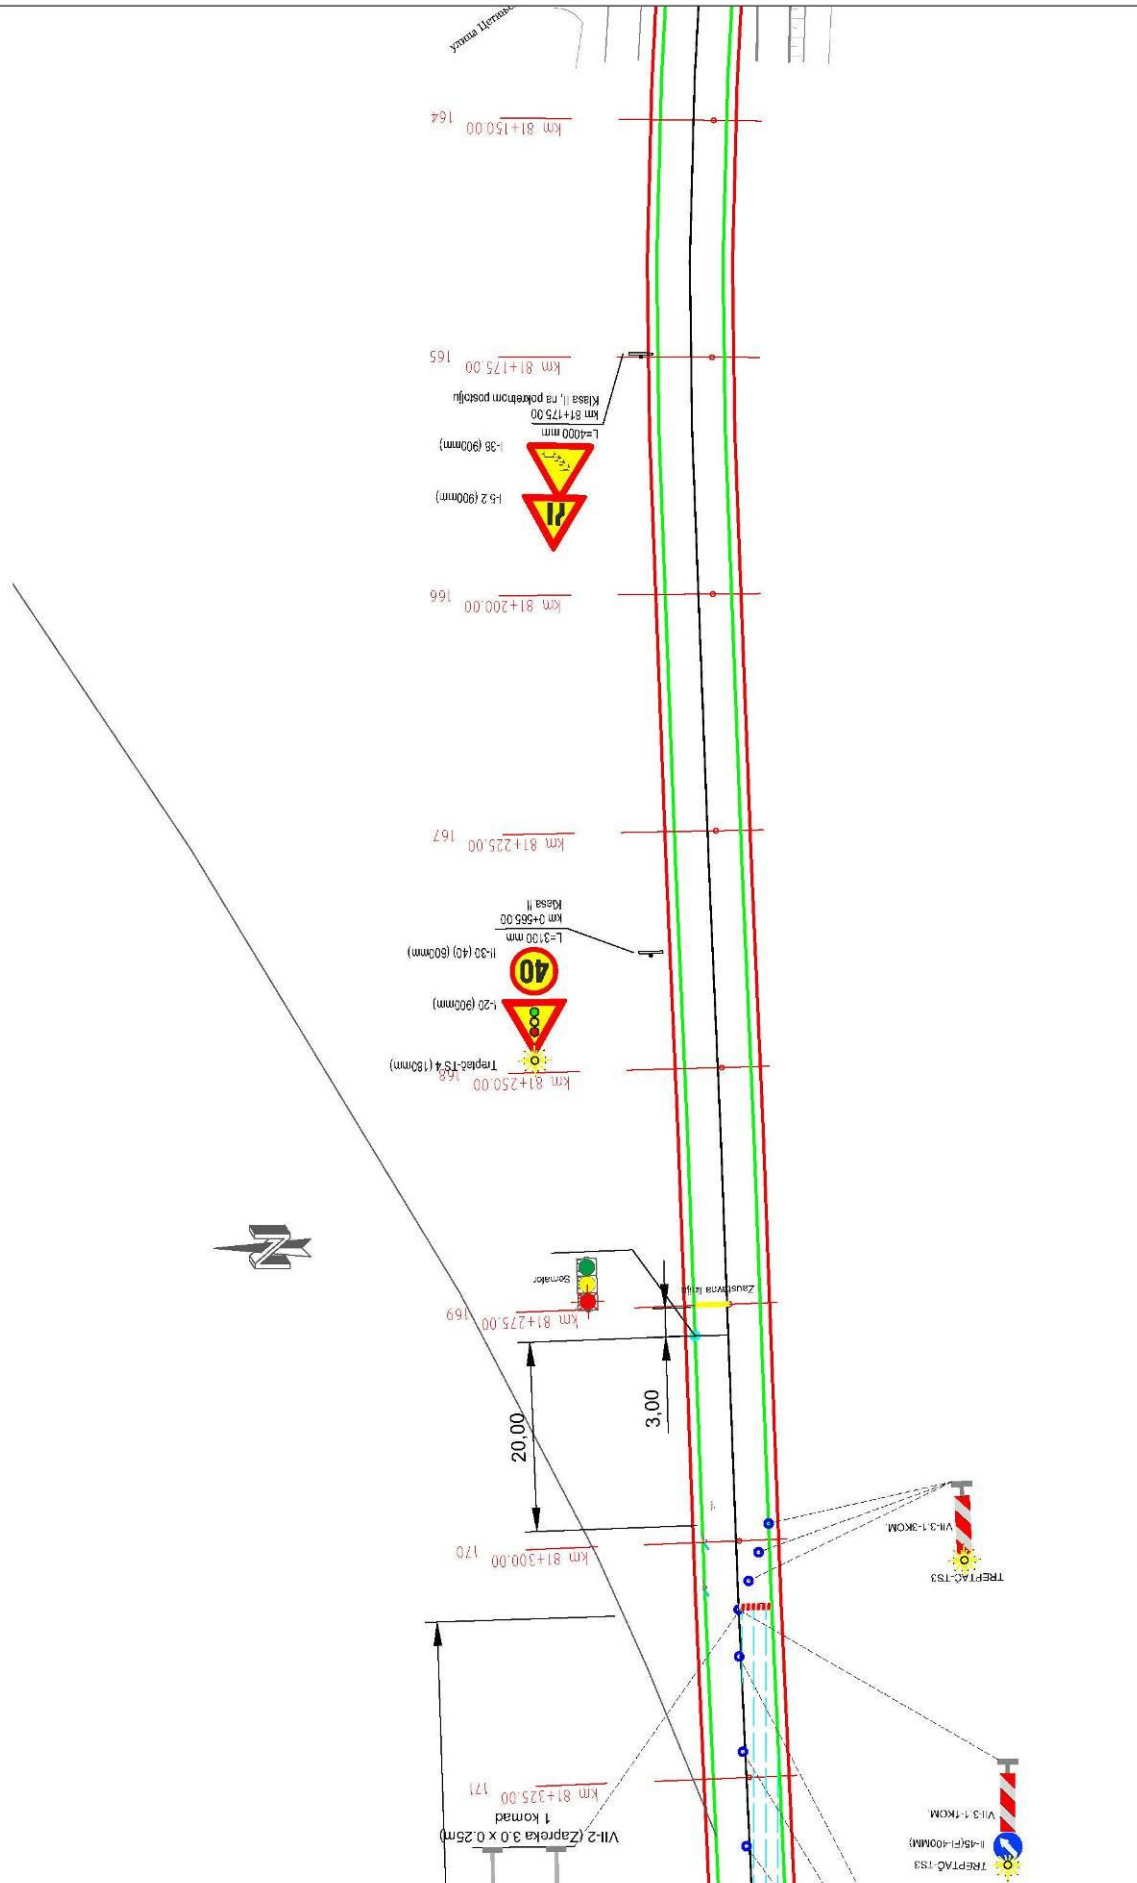 улица Цетињс
164
km 81+150.00
165
km 81+175.00
L=4000 mm
km 81+175.00
Klasa II, na pokretnom postolju
I-38 (900mm)
I-5.2 (900mm)
166
km 81+200.00
167
km 81+225.00
L=3100 mm
km 0+565.00
Klasa II
II-30 (40) (600mm)
40
I-20 (900mm)
Treptač-TS 4 (180mm)
168
km 81+250.00
N
Semafor
Zaustavna linija
169
km 81+275.00
20,00
3,00
VII-3.1-3KOM.
TREPTAČ-TS3
170
km 81+300.00
171
km 81+325.00
VII-2 (Zapreka 3.0 x 0.25m)
1 komad
VII-3.1-1KOM.
II-45(FI-400MM)
TREPTAČ-TS3